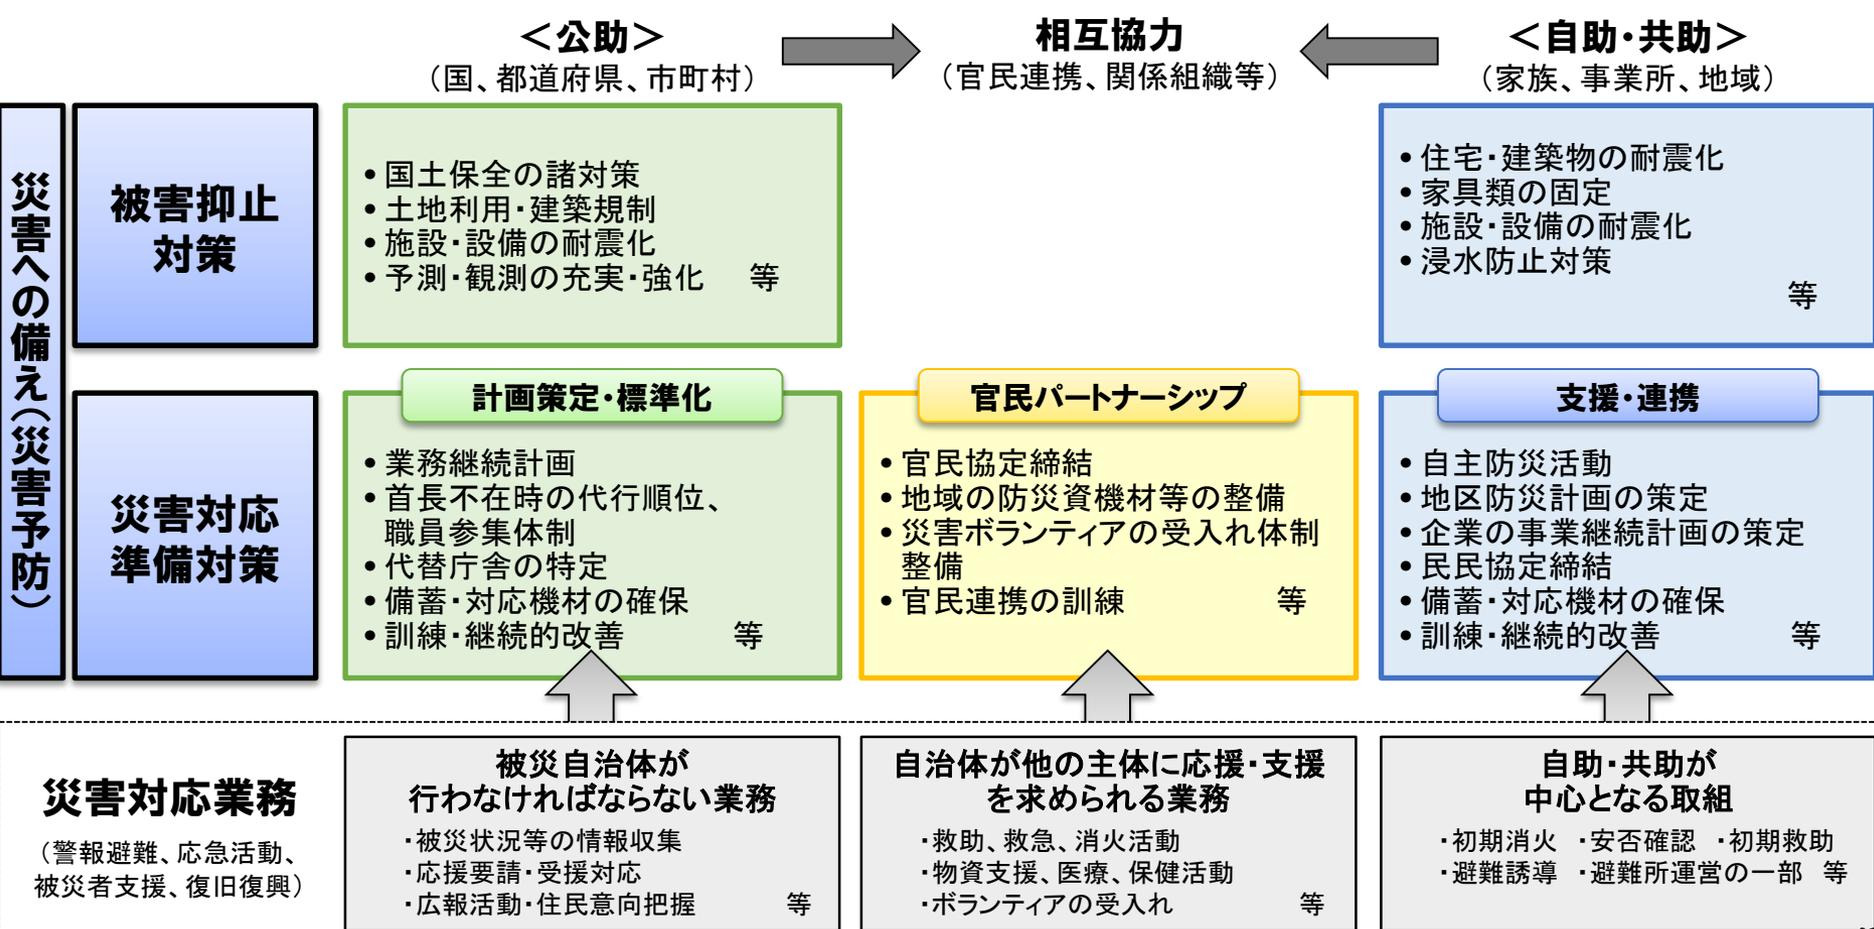 ＜公助＞
（国、都道府県、市町村）
相互協力
（官民連携、関係組織等）
＜自助・共助＞
（家族、事業所、地域）
災害への備え（災害予防）
被害抑止
対策
・国土保全の諸対策
・土地利用・建築規制
・施設・設備の耐震化
・予測・観測の充実・強化　等
・住宅・建築物の耐震化
・家具類の固定
・施設・設備の耐震化
・浸水防止対策
等
災害対応
準備対策
計画策定・標準化
・業務継続計画
・首長不在時の代行順位、
職員参集体制
・代替庁舎の特定
・備蓄・対応機材の確保
・訓練・継続的改善　等
官民パートナーシップ
・官民協定締結
・地域の防災資機材等の整備
・災害ボランティアの受入れ体制
整備
・官民連携の訓練　等
支援・連携
・自主防災活動
・地区防災計画の策定
・企業の事業継続計画の策定
・民民協定締結
・備蓄・対応機材の確保
・訓練・継続的改善　等
災害対応業務
（警報避難、応急活動、
被災者支援、復旧復興）
被災自治体が
行わなければならない業務
・被災状況等の情報収集
・応援要請・受援対応
・広報活動・住民意向把握　等
自治体が他の主体に応援・支援
を求められる業務
・救助、救急、消火活動
・物資支援、医療、保健活動
・ボランティアの受入れ　等
自助・共助が
中心となる取組
・初期消火　・安否確認　・初期救助
・避難誘導　・避難所運営の一部　等